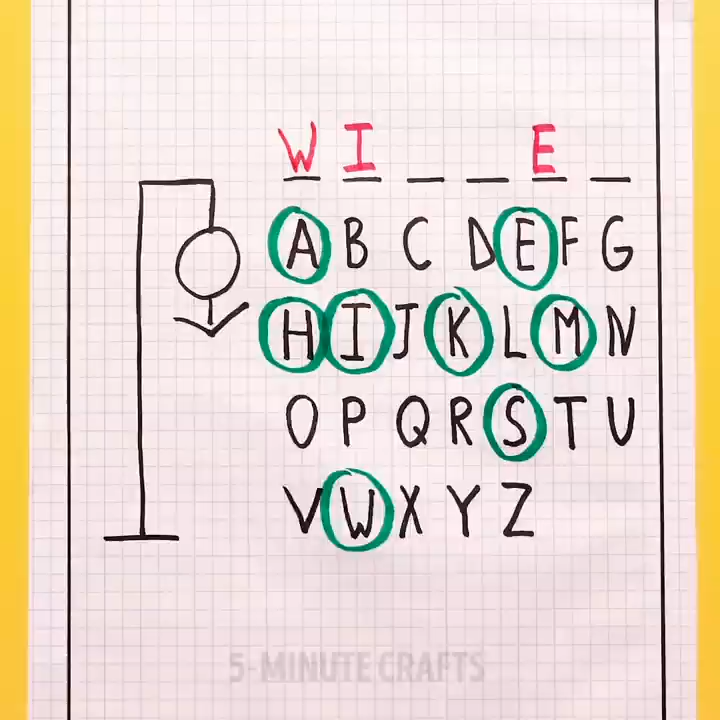 W I _ _ E _
A B C D E F G
H I J K L M N
O P Q R S T U
V W X Y Z
5-MINUTE CRAFTS